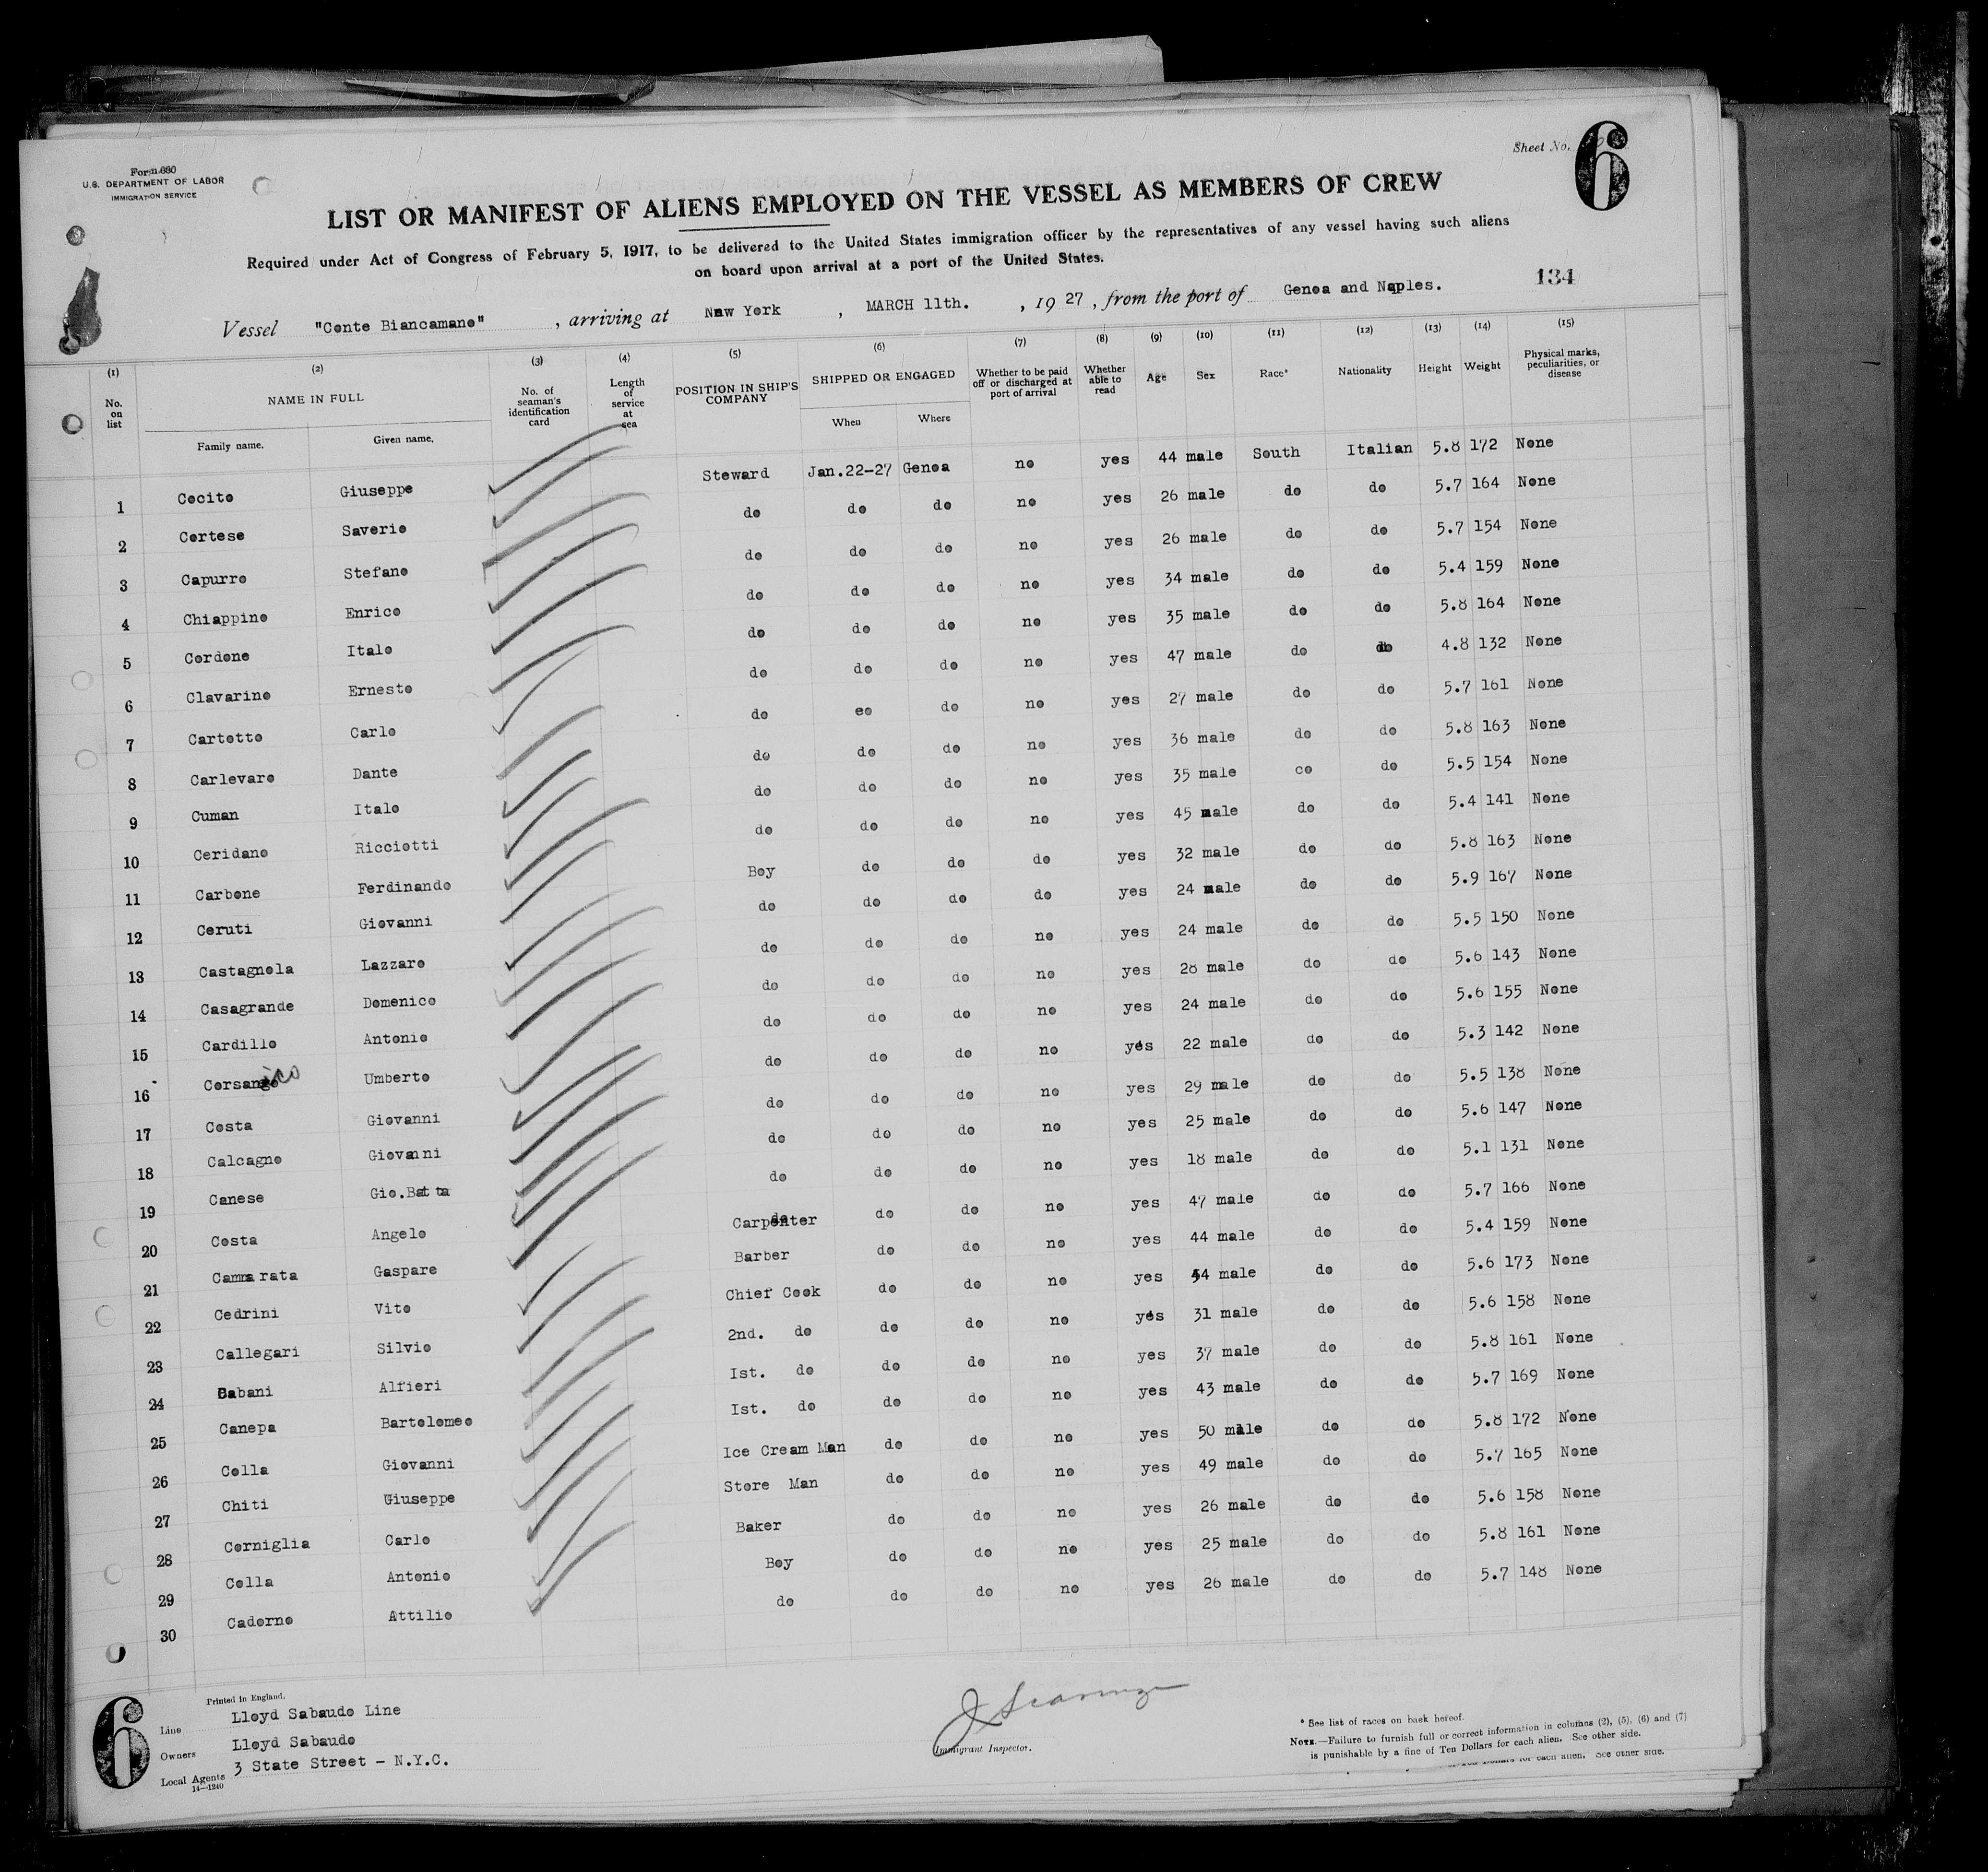 Form 680
U.S. DEPARTMENT OF LABOR
IMMIGRATION SERVICE
Sheet No. 6
6
LIST OR MANIFEST OF ALIENS EMPLOYED ON THE VESSEL AS MEMBERS OF CREW
Required under Act of Congress of February 5, 1917, to be delivered to the United States immigration officer by the representatives of any vessel having such aliens
on board upon arrival at a port of the United States.
134
Vessel "Conte Biancamano" , arriving at New York , MARCH 11th. , 1927 , from the port of Genoa and Naples.
(1) (2) (3) (4) (5) (6) (7) (8) (9) (10) (11) (12) (13) (14) (15)
No. on list NAME IN FULL No. of seaman's identification card Length of service at sea POSITION IN SHIP'S COMPANY SHIPPED OR ENGAGED Whether to be paid off or discharged at port of arrival Whether able to read Age Sex Race* Nationality Height Weight Physical marks, peculiarities, or disease
Family name. Given name. When Where
1 Cocito Giuseppe Steward Jan.22-27 Genoa no yes 44 male South Italian 5.8 172 None
2 Cortese Saverio do do do no yes 26 male do do 5.7 164 None
3 Capurro Stefano do do do no yes 26 male do do 5.7 154 None
4 Chiappino Enrico do do do no yes 34 male do do 5.4 159 None
5 Cordone Italo do do do no yes 35 male do do 5.8 164 None
6 Clavarino Ernesto do do do no yes 47 male do do 4.8 132 None
7 Cartotto Carlo do eo do no yes 27 male do do 5.7 161 None
8 Carlevaro Dante do do do no yes 36 male do do 5.8 163 None
9 Cuman Italo do do do no yes 35 male co do 5.5 154 None
10 Ceridano Ricciotti do do do no yes 45 male do do 5.4 141 None
11 Carbone Ferdinando Boy do do do yes 32 male do do 5.8 163 None
12 Ceruti Giovanni do do do do yes 24 male do do 5.9 167 None
13 Castagnola Lazzaro do do do no yes 24 male do do 5.5 150 None
14 Casagrande Domenico do do do no yes 28 male do do 5.6 143 None
15 Cardillo Antonio do do do no yes 24 male do do 5.6 155 None
16 Corsanico Umberto do do do no yes 22 male do do 5.3 142 None
17 Costa Giovanni do do do no yes 29 male do do 5.5 138 None
18 Calcagno Giovanni do do do no yes 25 male do do 5.6 147 None
19 Canese Gio.Batta do do do no yes 18 male do do 5.1 131 None
20 Costa Angelo Carpenter do do no yes 47 male do do 5.7 166 None
21 Cammarata Gaspare Barber do do no yes 44 male do do 5.4 159 None
22 Cedrini Vito Chief Cook do do no yes 54 male do do 5.6 173 None
23 Callegari Silvio 2nd. do do do no yes 31 male do do 5.6 158 None
24 Babani Alfieri Ist. do do do no yes 37 male do do 5.8 161 None
25 Canepa Bartolomeo Ist. do do do no yes 43 male do do 5.7 169 None
26 Colla Giovanni Ice Cream Man do do no yes 50 male do do 5.8 172 None
27 Chiti Giuseppe Store Man do do no yes 49 male do do 5.7 165 None
28 Corniglia Carlo Baker do do no yes 26 male do do 5.6 158 None
29 Colla Antonio Boy do do no yes 25 male do do 5.8 161 None
30 Cadorno Attilio do do do no yes 26 male do do 5.7 148 None
6
Printed in England.
Line Lloyd Sabaudo Line
Owners Lloyd Sabaudo
Local Agents 3 State Street - N.Y.C.
14-1240
Immigrant Inspector.
* See list of races on back hereof.
NOTE.—Failure to furnish full or correct information in columns (2), (5), (6) and (7)
is punishable by a fine of Ten Dollars for each alien. See other side.
for each alien. See other side.